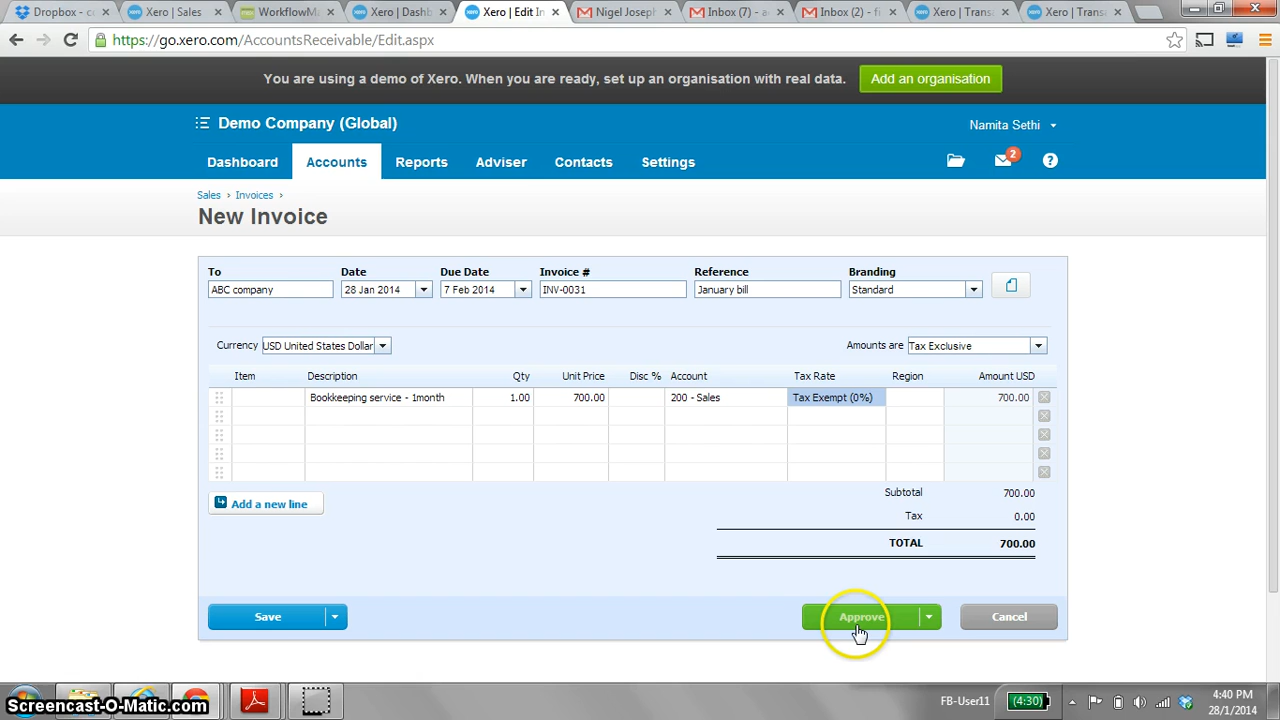 Dropbox - c
Xero | Sales
WorkflowM
Xero | Dashb
Xero | Edit In
Nigel Joseph
Inbox (7) - a
Inbox (2) - fi
Xero | Trans
Xero | Trans
https://go.xero.com/AccountsReceivable/Edit.aspx
You are using a demo of Xero. When you are ready, set up an organisation with real data.
Add an organisation
Demo Company (Global)
Namita Sethi
Dashboard Accounts Reports Adviser Contacts Settings
2
?
Sales › Invoices ›
New Invoice
To Date Due Date Invoice # Reference Branding
ABC company 28 Jan 2014 7 Feb 2014 INV-0031 January bill Standard
Currency USD United States Dollar Amounts are Tax Exclusive
Item Description Qty Unit Price Disc % Account Tax Rate Region Amount USD
Bookkeeping service - 1month 1.00 700.00 200 - Sales Tax Exempt (0%) 700.00
Add a new line
Subtotal 700.00
Tax 0.00
TOTAL 700.00
Save Approve Cancel
Screencast-O-Matic.com
FB-User11
(4:30)
4:40 PM
28/1/2014